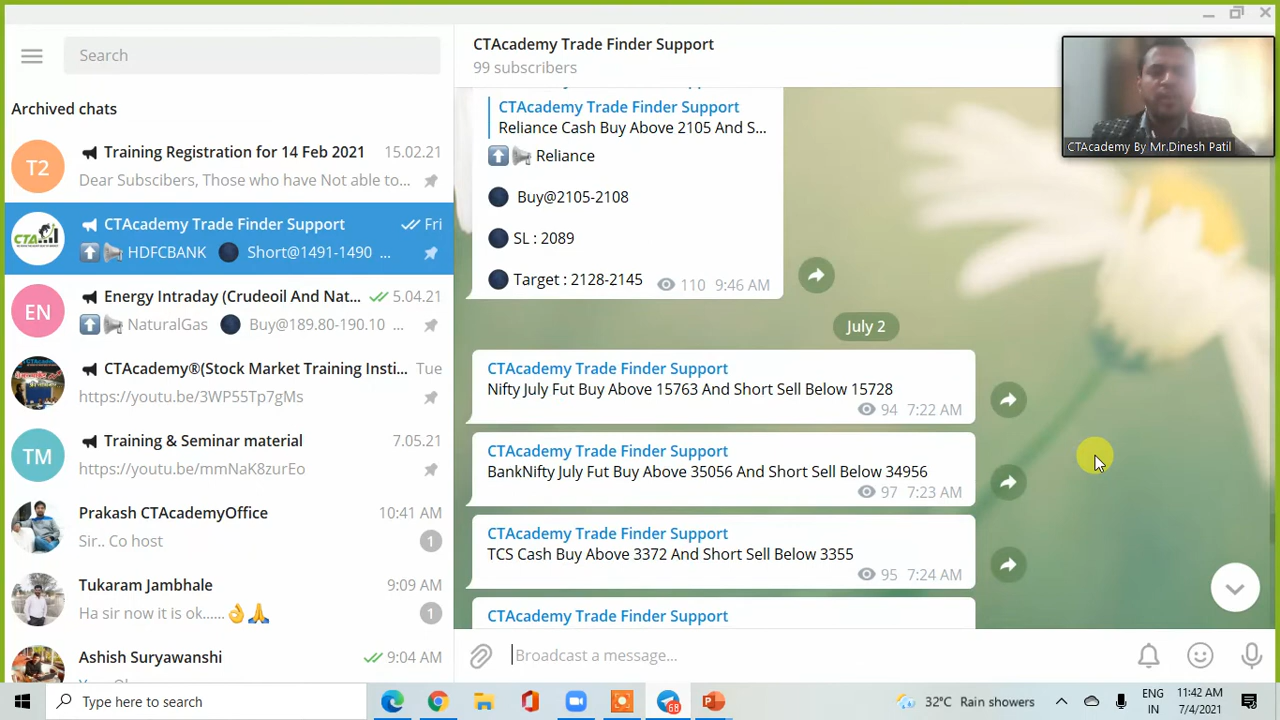 Search
Archived chats
T2
Training Registration for 14 Feb 2021
15.02.21
Dear Subscibers, Those who have Not able to...
CTAcademy Trade Finder Support
Fri
HDFCBANK Short@1491-1490 ...
EN
Energy Intraday (Crudeoil And Nat...
5.04.21
NaturalGas Buy@189.80-190.10 ...
CTAcademy®(Stock Market Training Insti...
Tue
https://youtu.be/3WP55Tp7gMs
TM
Training & Seminar material
7.05.21
https://youtu.be/mmNaK8zurEo
Prakash CTAcademyOffice
10:41 AM
Sir.. Co host
1
Tukaram Jambhale
9:09 AM
Ha sir now it is ok......👌🙏
1
Ashish Suryawanshi
9:04 AM
CTAcademy Trade Finder Support
99 subscribers
CTAcademy Trade Finder Support
Reliance Cash Buy Above 2105 And S...
Reliance
Buy@2105-2108
SL : 2089
Target : 2128-2145
110 9:46 AM
July 2
CTAcademy Trade Finder Support
Nifty July Fut Buy Above 15763 And Short Sell Below 15728
94 7:22 AM
CTAcademy Trade Finder Support
BankNifty July Fut Buy Above 35056 And Short Sell Below 34956
97 7:23 AM
CTAcademy Trade Finder Support
TCS Cash Buy Above 3372 And Short Sell Below 3355
95 7:24 AM
CTAcademy Trade Finder Support
Broadcast a message...
CTAcademy By Mr.Dinesh Patil
Type here to search
68
32°C Rain showers
ENG
IN
11:42 AM
7/4/2021